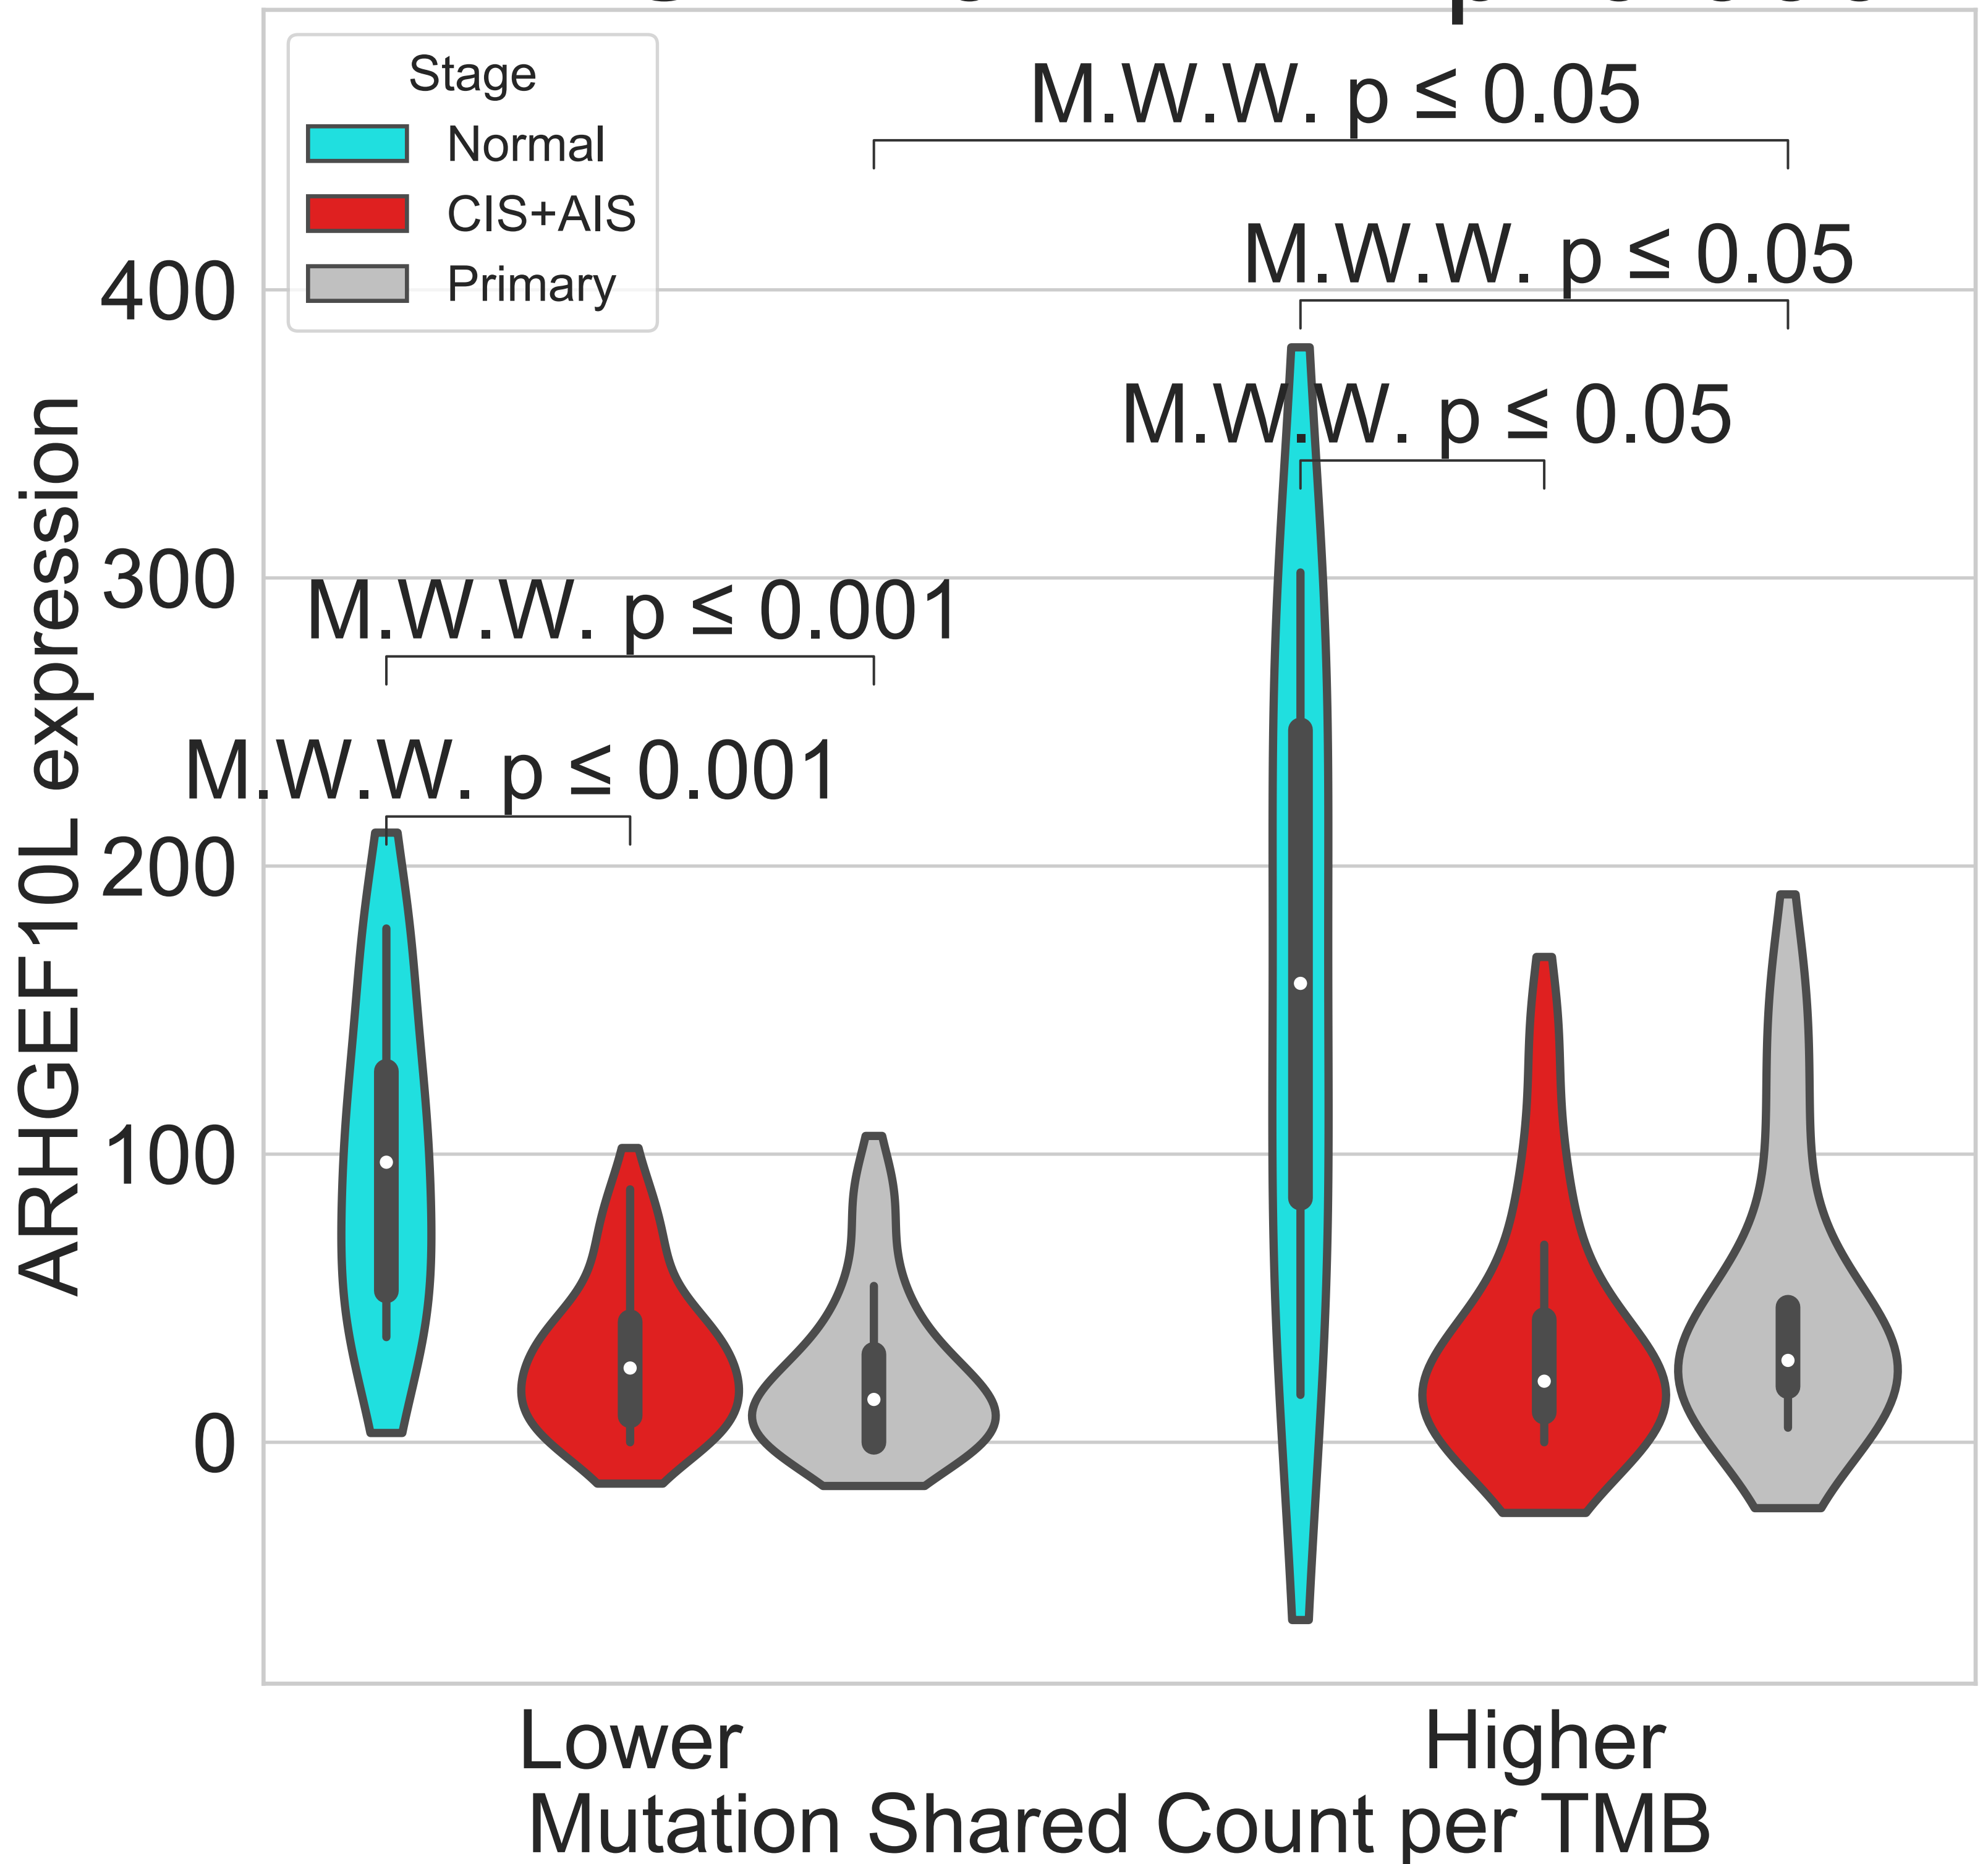 Stage
Normal
CIS+AIS
Primary
M.W.W. p ≤ 0.05
M.W.W. p ≤ 0.05
M.W.W. p ≤ 0.05
M.W.W. p ≤ 0.001
M.W.W. p ≤ 0.001
400
300
200
100
0
ARHGEF10L expression
Lower
Higher
Mutation Shared Count per TMB